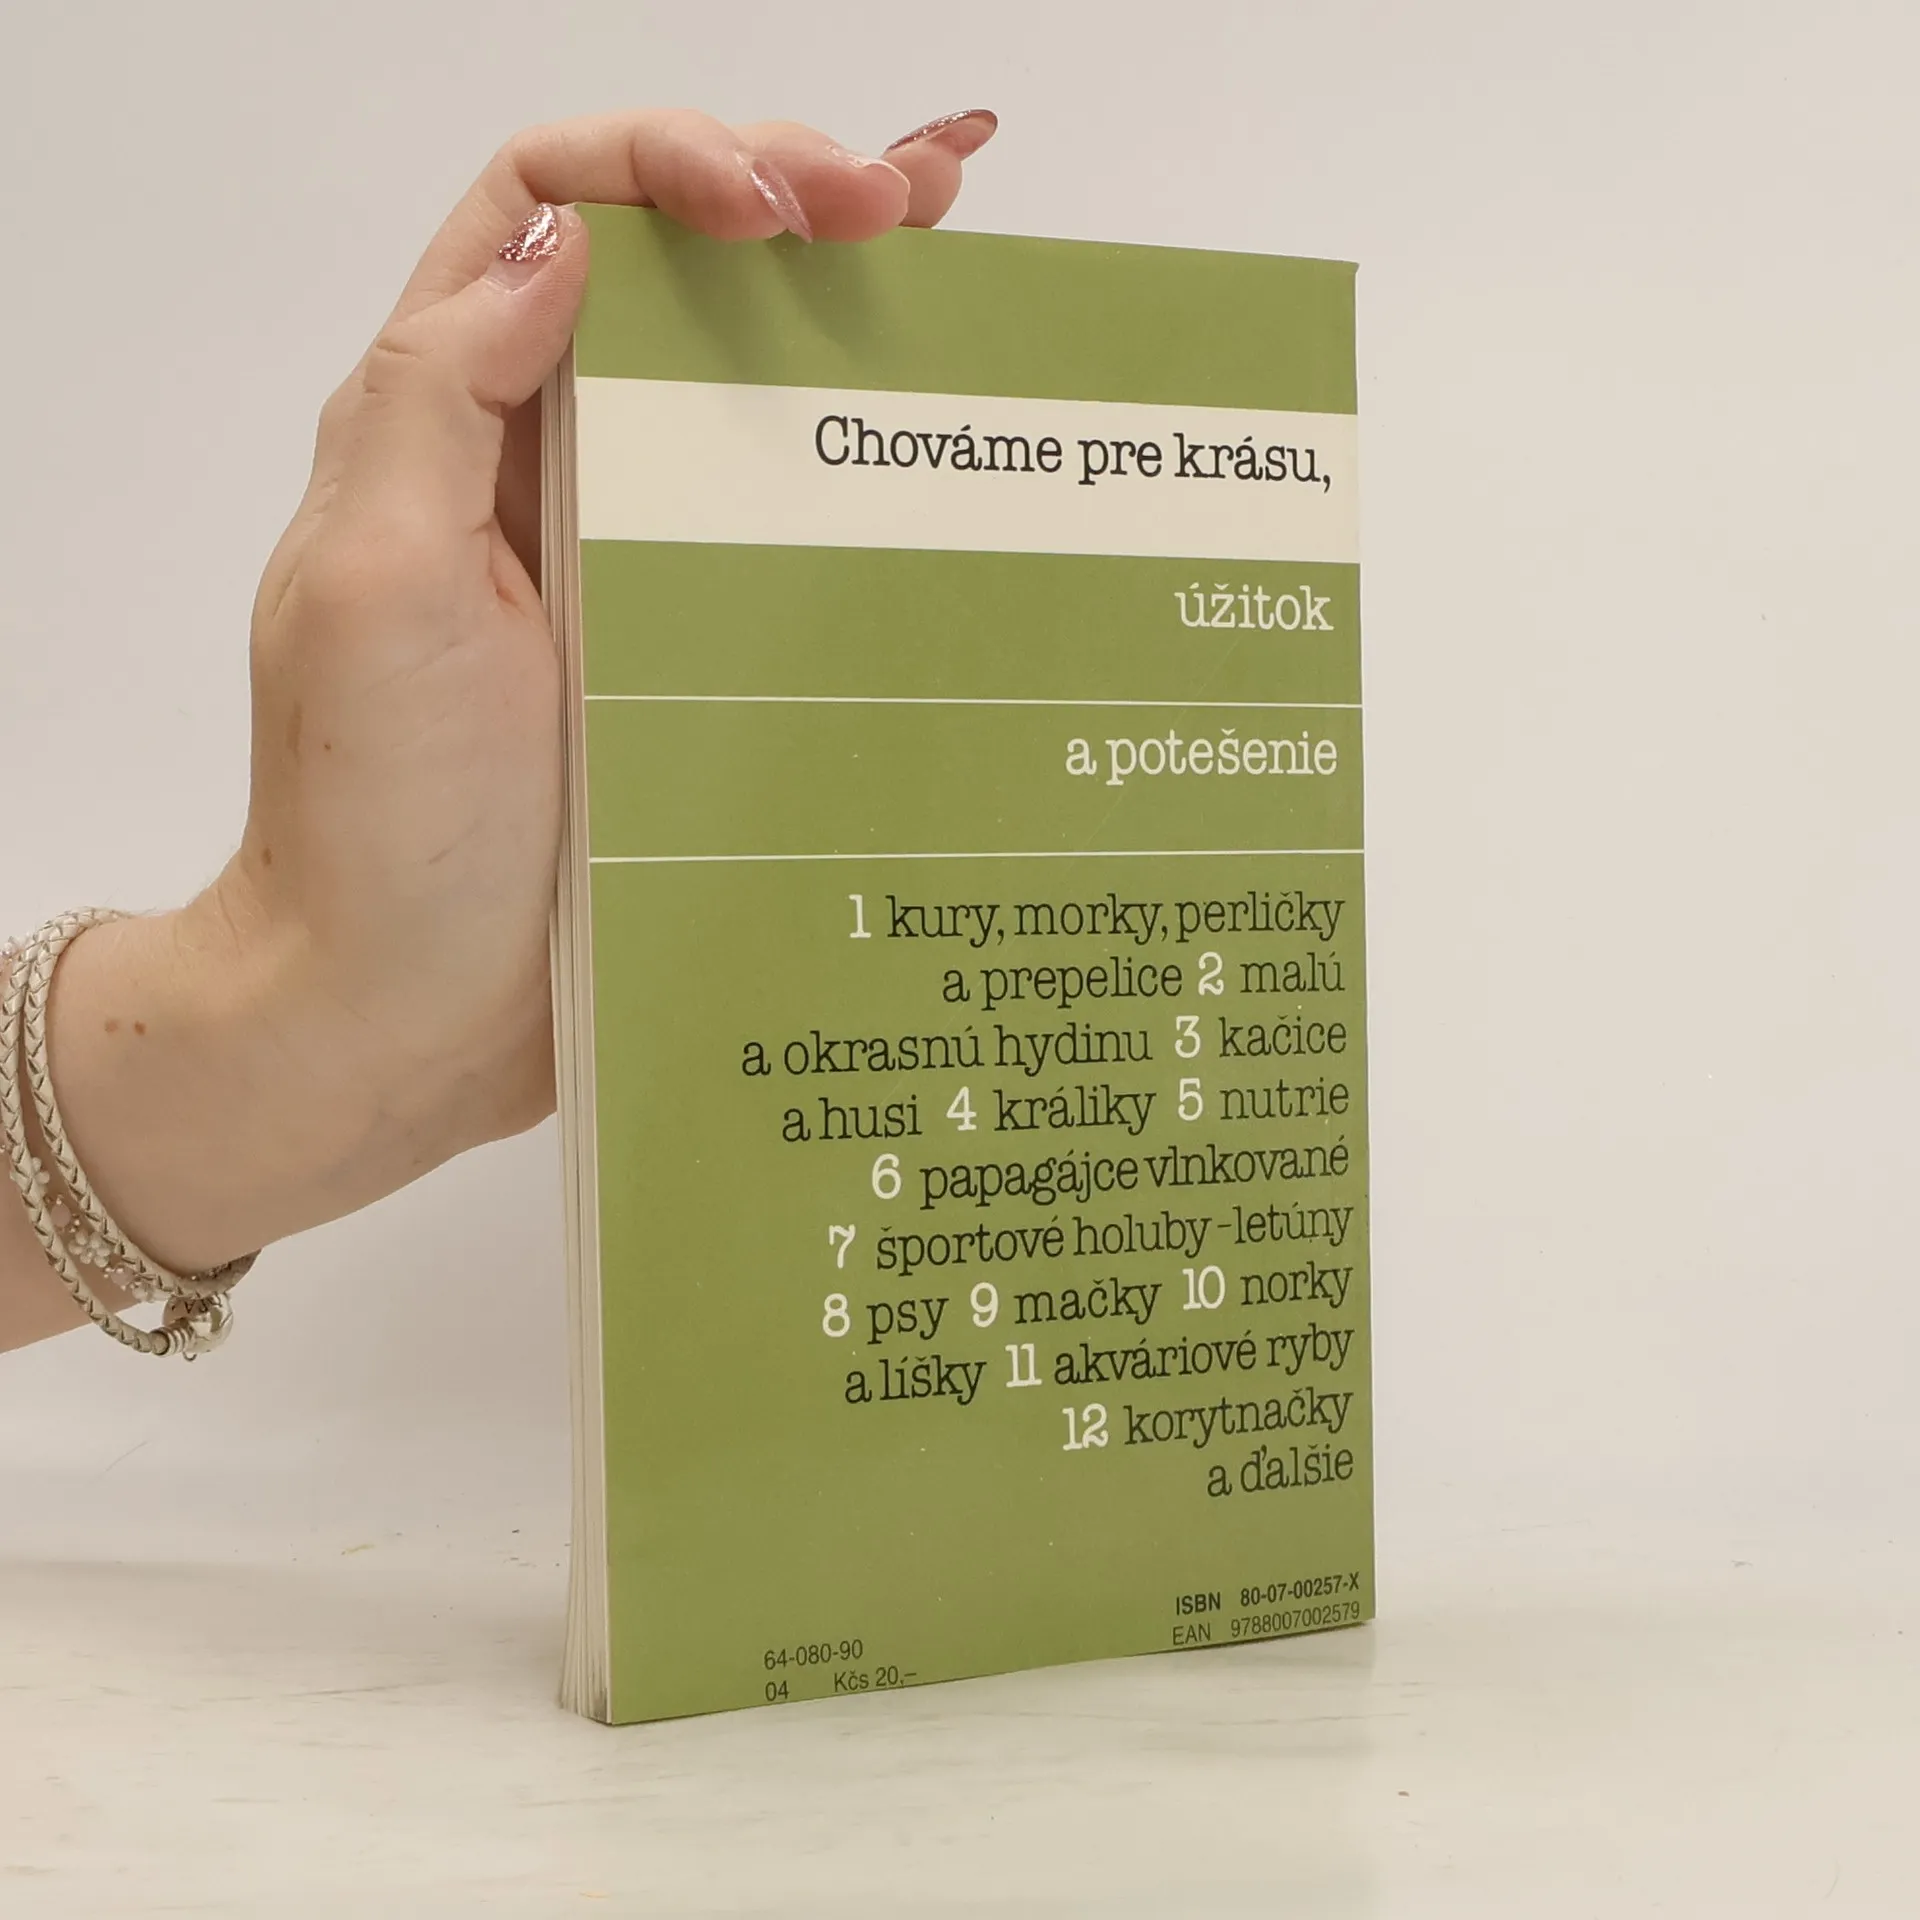 Chováme pre krásu,
úžitok
a potešenie
1 kury, morky, perličky
a prepelice 2 malú
a okrasnú hydinu 3 kačice
a husi 4 králiky 5 nutrie
6 papagájce vlnkované
7 športové holuby-letúny
8 psy 9 mačky 10 norky
a líšky 11 akváriové ryby
12 korytnačky
a ďalšie
ISBN 80-07-00257-X
EAN 9788007002579
64-080-90
04 Kčs 20,–